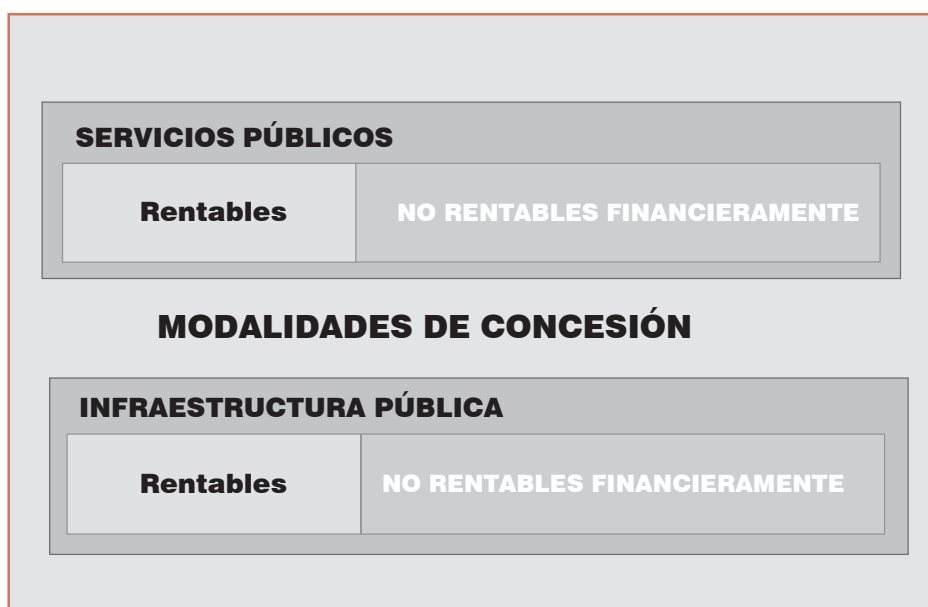 SERVICIOS PÚBLICOS
Rentables
NO RENTABLES FINANCIERAMENTE
MODALIDADES DE CONCESIÓN
INFRAESTRUCTURA PÚBLICA
Rentables
NO RENTABLES FINANCIERAMENTE